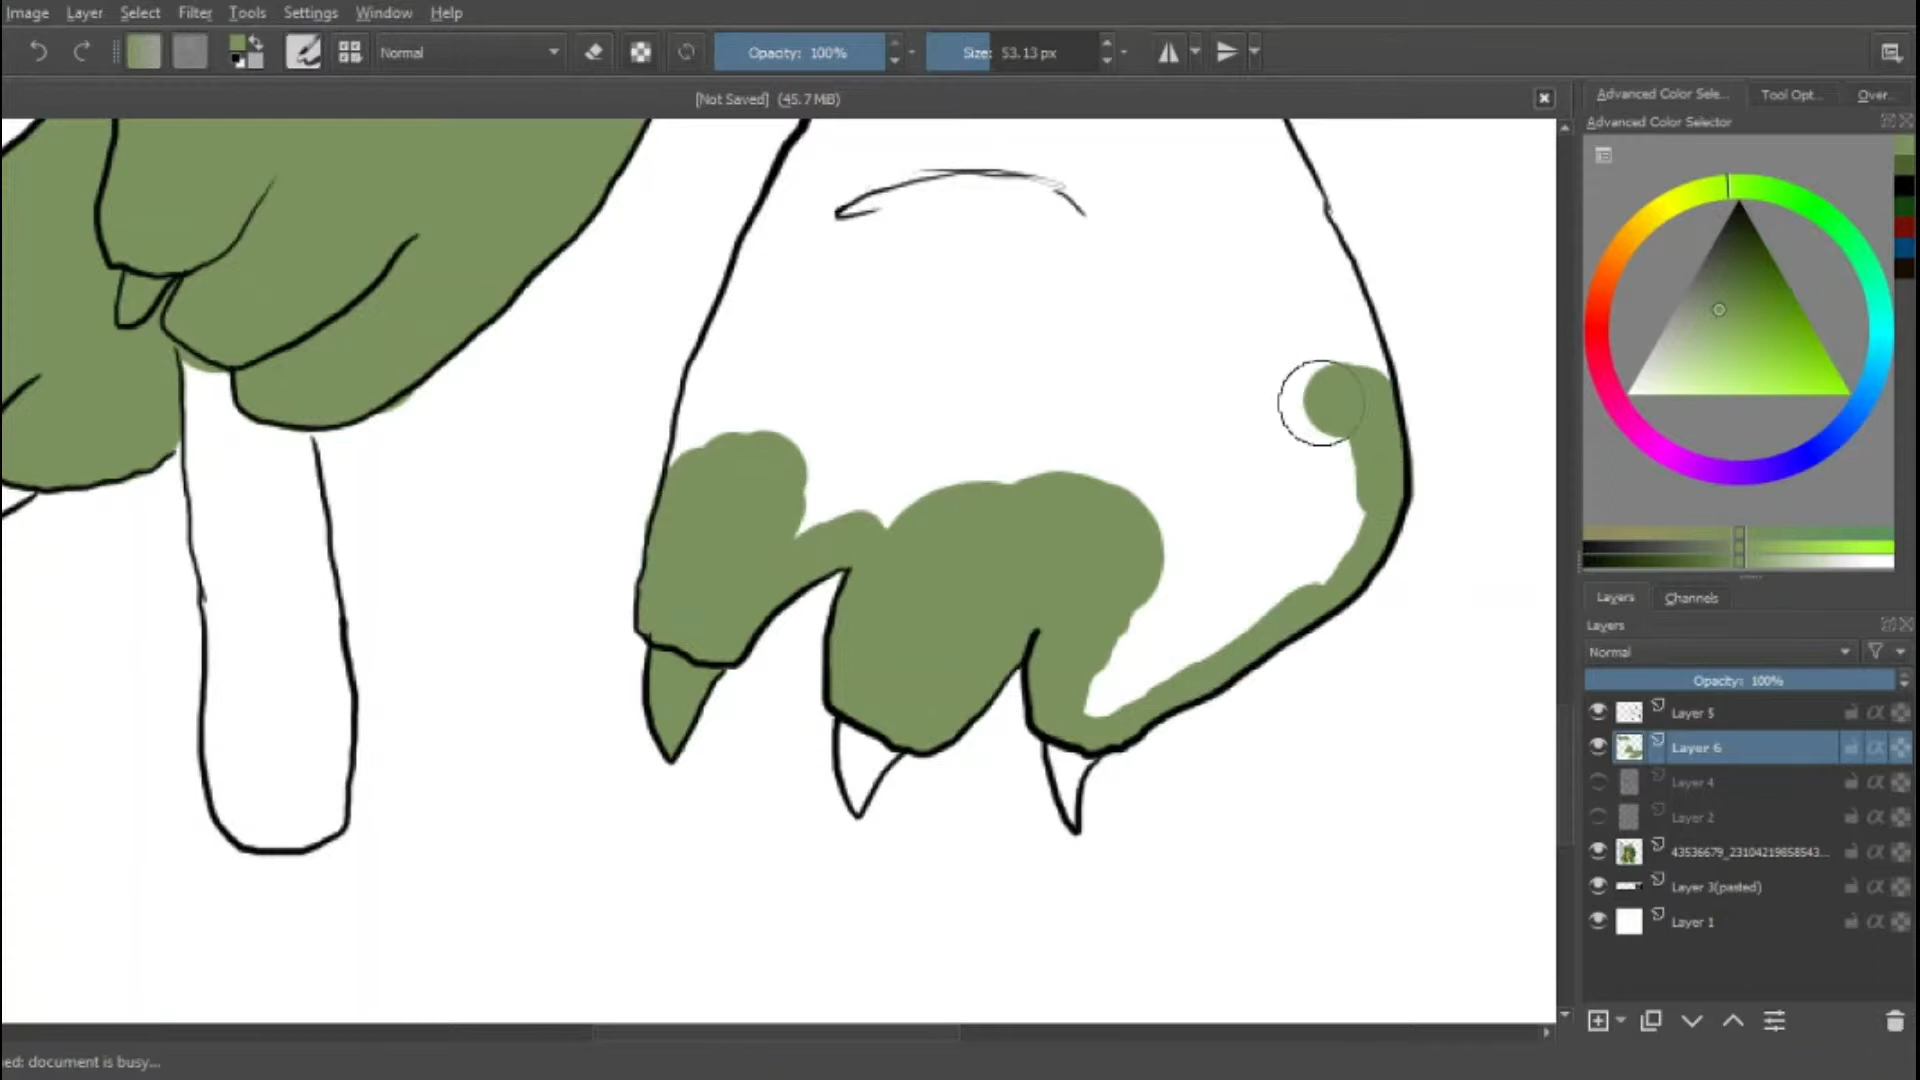 Image Layer Select Filter Tools Settings Window Help
Normal Opacity: 100% Size: 53.13 px
[Not Saved] (45.7 MiB)
Advanced Color Sele... Tool Opt... Over...
Advanced Color Selector
Layers Channels
Layers
Normal
Opacity: 100%
Layer 5
Layer 6
Layer 4
Layer 2
Layer 3(pasted)
Layer 1
ed: document is busy...